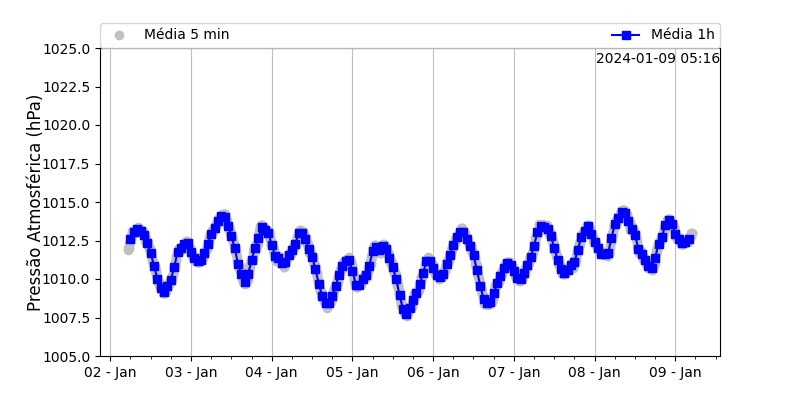 Média 5 min
Média 1h
2024-01-09 05:16
Pressão Atmosférica (hPa)
1025.0
1022.5
1020.0
1017.5
1015.0
1012.5
1010.0
1007.5
1005.0
02 - Jan
03 - Jan
04 - Jan
05 - Jan
06 - Jan
07 - Jan
08 - Jan
09 - Jan